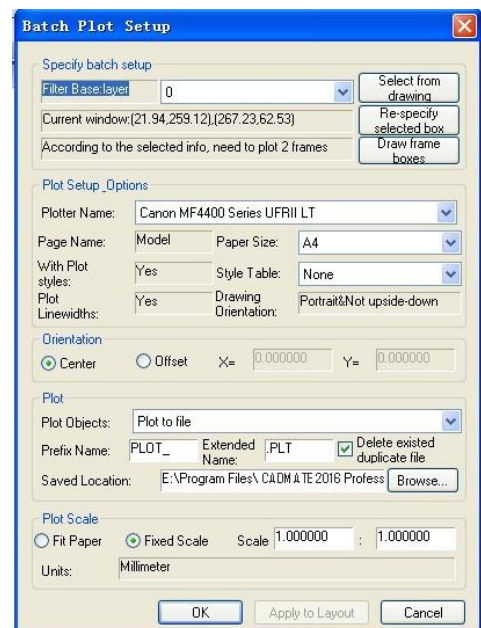 Batch Plot Setup
Specify batch setup
Filter Base:layer 0 Select from drawing
Current window:(21.94,259.12),(267.23,62.53) Re-specify selected box
According to the selected info, need to plot 2 frames Draw frame boxes
Plot Setup_Options
Plotter Name: Canon MF4400 Series UFRII LT
Page Name: Model Paper Size: A4
With Plot styles: Yes Style Table: None
Plot Linewidths: Yes Drawing Orientation: Portrait&Not upside-down
Orientation
Center Offset X= 0.000000 Y= 0.000000
Plot
Plot Objects: Plot to file
Prefix Name: PLOT_ Extended Name: .PLT Delete existed duplicate file
Saved Location: E:\Program Files\ CADMATE 2016 Profess Browse...
Plot Scale
Fit Paper Fixed Scale Scale 1.000000 : 1.000000
Units: Millimeter
OK Apply to Layout Cancel